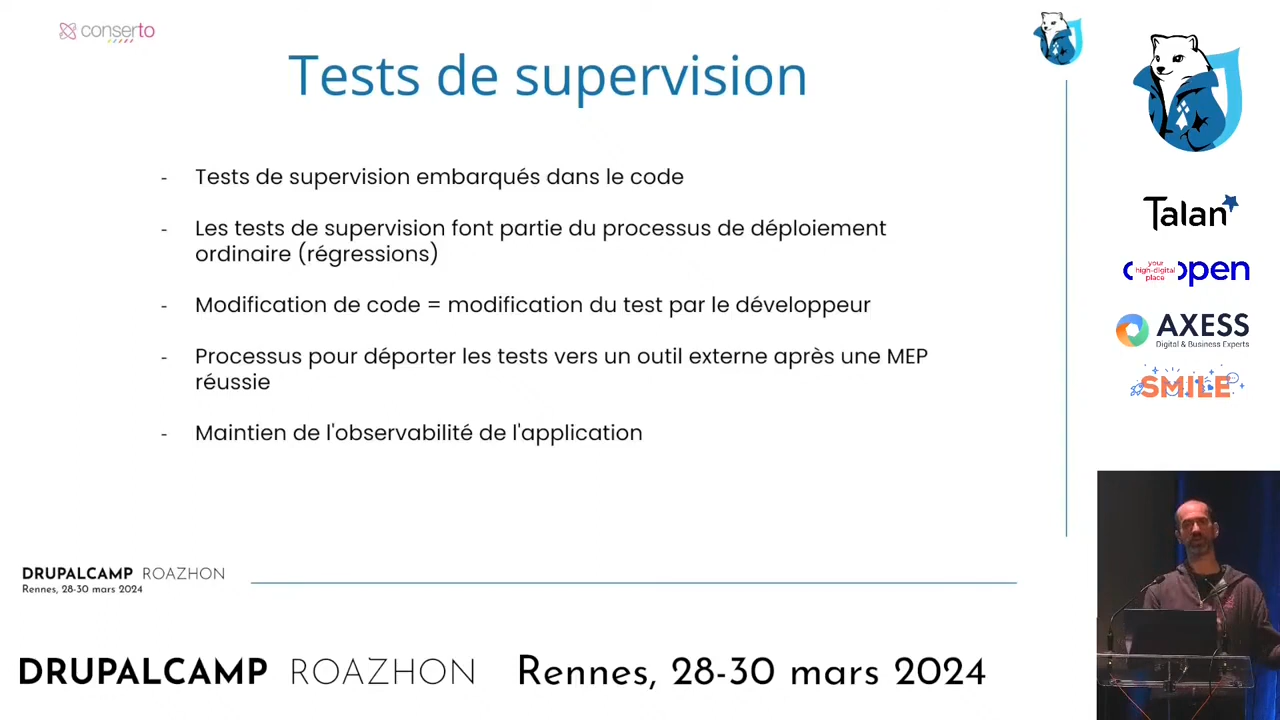 conserto
Tests de supervision
- Tests de supervision embarqués dans le code
- Les tests de supervision font partie du processus de déploiement
ordinaire (régressions)
- Modification de code = modification du test par le développeur
- Processus pour déporter les tests vers un outil externe après une MEP
réussie
- Maintien de l'observabilité de l'application
DRUPALCAMP ROAZHON
Rennes, 28-30 mars 2024
Talan
your
high-digital
place
open
AXESS
Digital & Business Experts
SMILE
DRUPALCAMP ROAZHON Rennes, 28-30 mars 2024